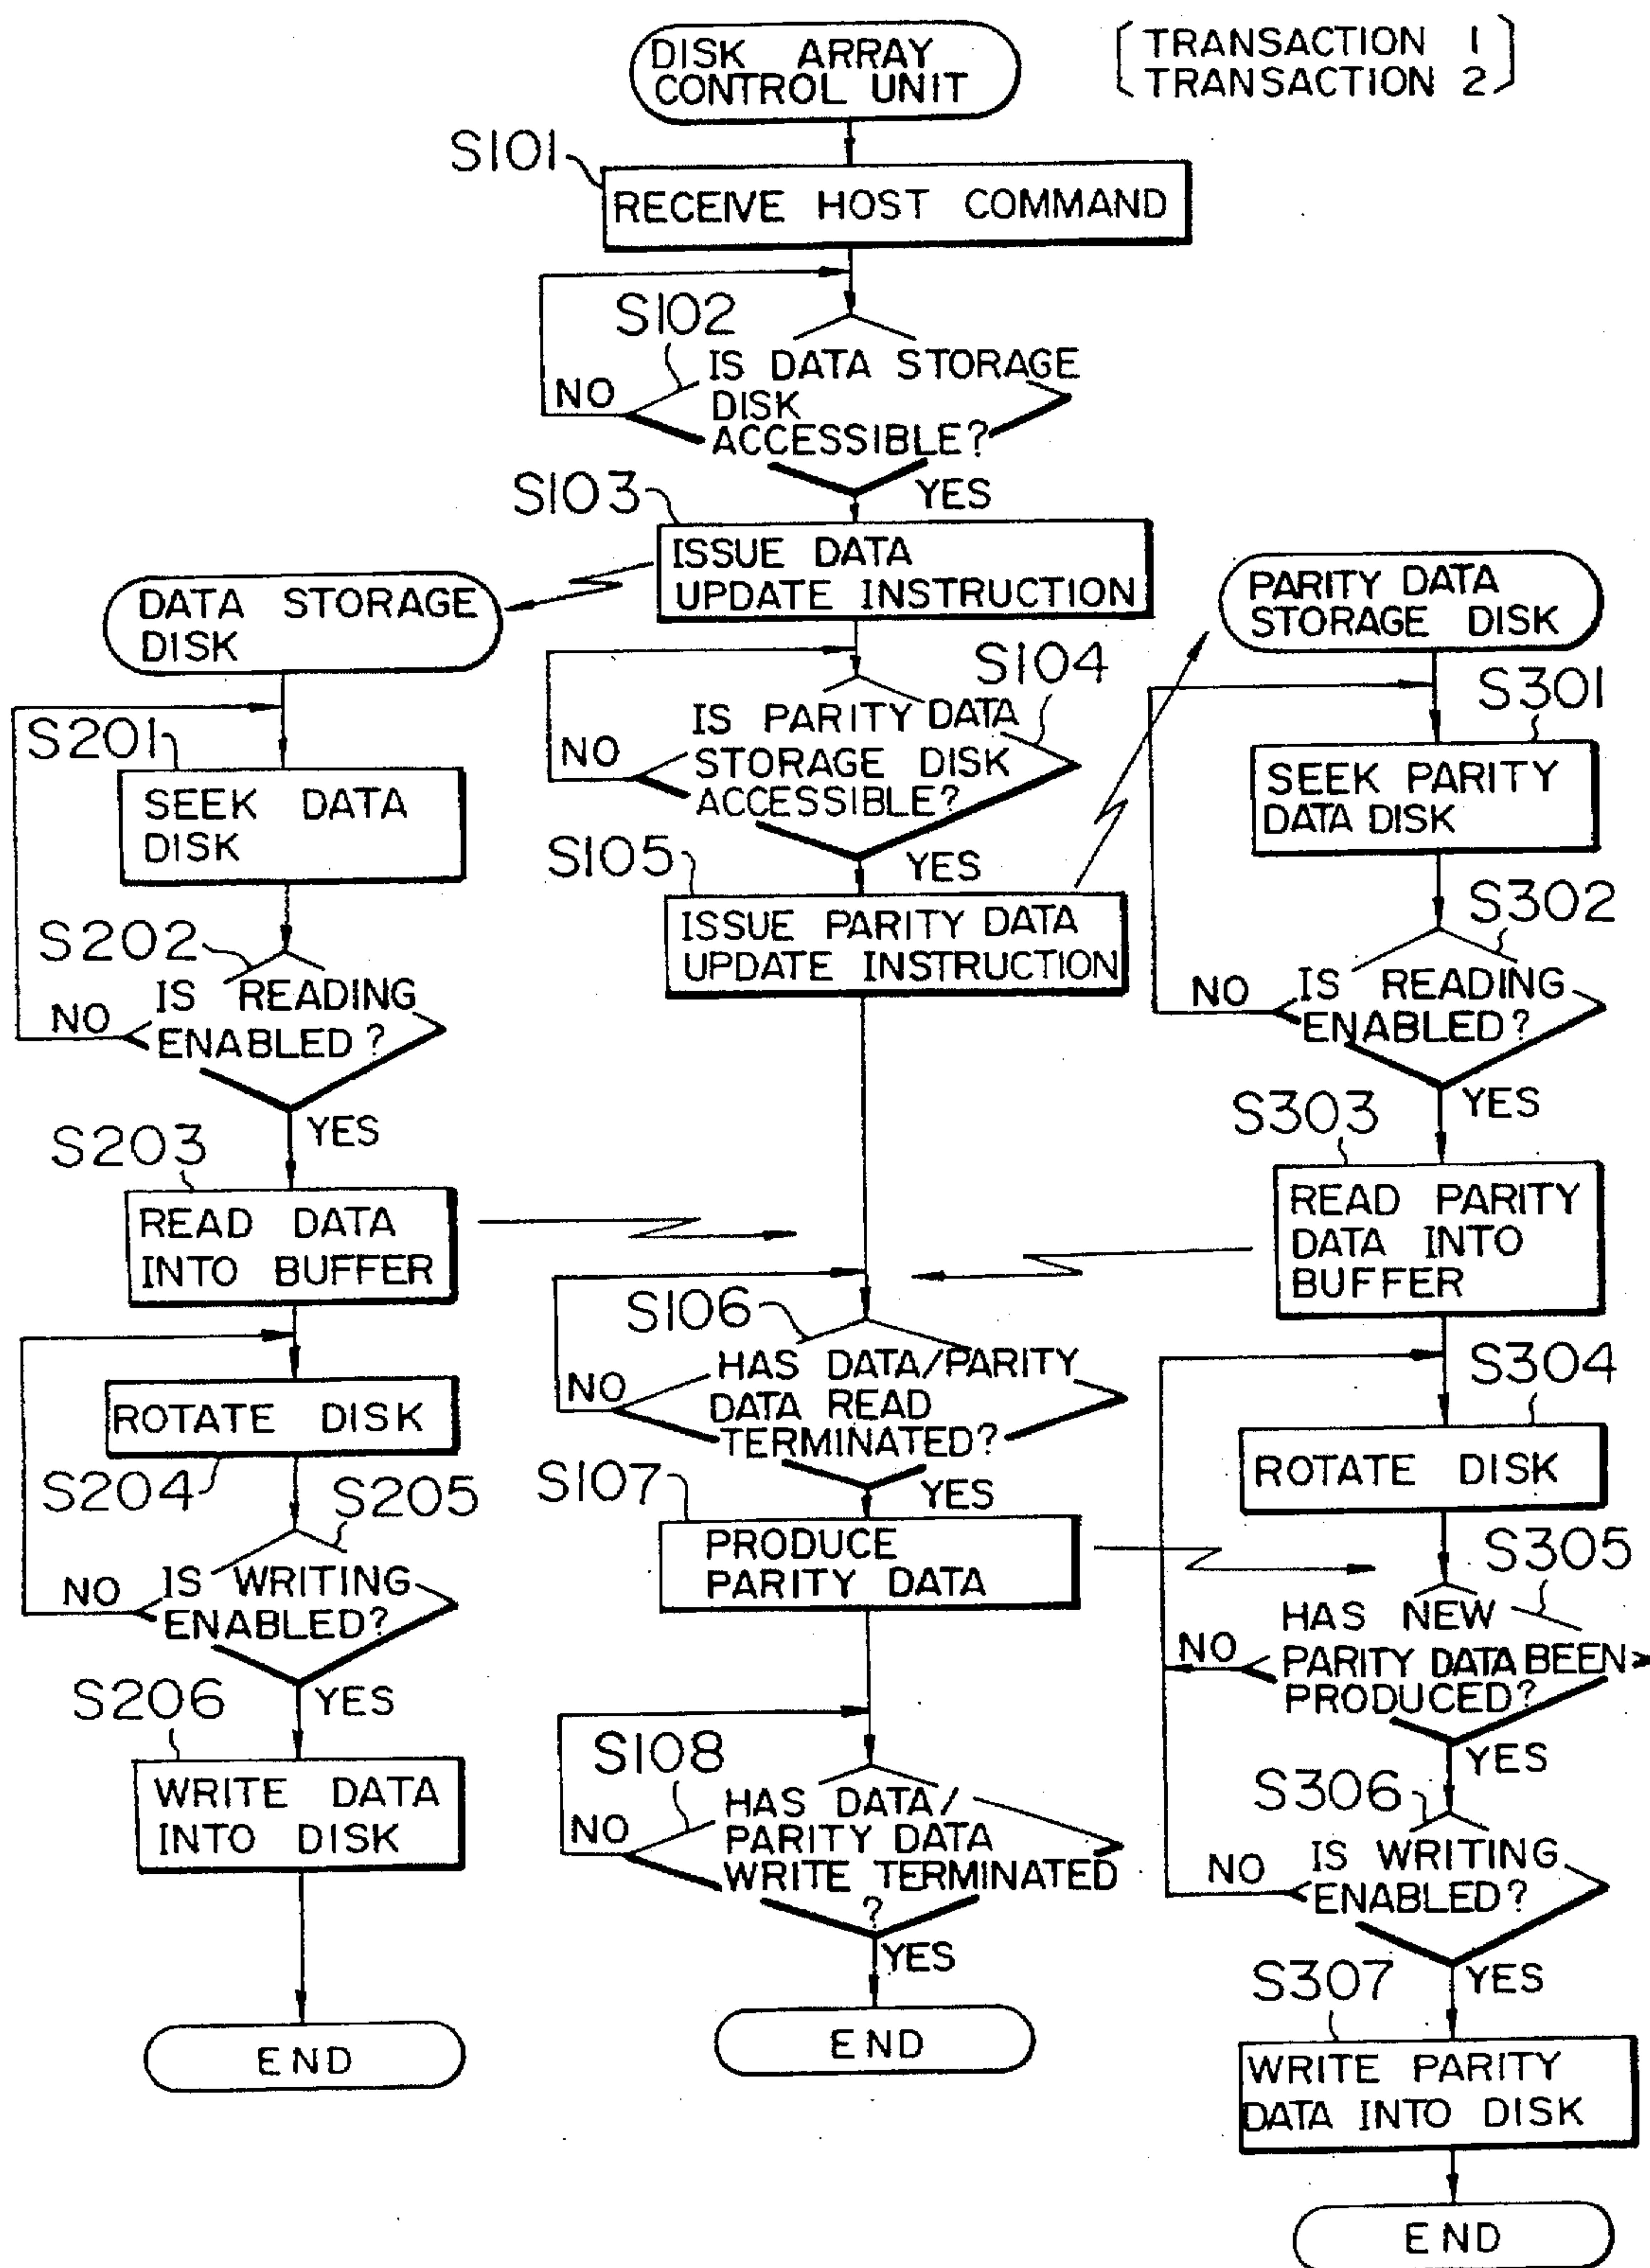 DISK ARRAY
CONTROL UNIT
[TRANSACTION 1
TRANSACTION 2]
S101
RECEIVE HOST COMMAND
S102
IS DATA STORAGE
DISK
ACCESSIBLE?
NO
YES
S103
ISSUE DATA
UPDATE INSTRUCTION
S104
IS PARITY DATA
STORAGE DISK
ACCESSIBLE?
NO
YES
S105
ISSUE PARITY DATA
UPDATE INSTRUCTION
S106
HAS DATA/PARITY
DATA READ
TERMINATED?
NO
YES
S107
PRODUCE
PARITY DATA
S108
HAS DATA/
PARITY DATA
WRITE TERMINATED
?
NO
YES
END
DATA STORAGE
DISK
S201
SEEK DATA
DISK
S202
IS READING
ENABLED?
NO
YES
S203
READ DATA
INTO BUFFER
ROTATE DISK
S204
S205
IS WRITING
ENABLED?
NO
YES
S206
WRITE DATA
INTO DISK
END
PARITY DATA
STORAGE DISK
S301
SEEK PARITY
DATA DISK
S302
IS READING
ENABLED?
NO
YES
S303
READ PARITY
DATA INTO
BUFFER
S304
ROTATE DISK
S305
HAS NEW
PARITY DATA BEEN
PRODUCED?
NO
YES
S306
IS WRITING
ENABLED?
NO
YES
S307
WRITE PARITY
DATA INTO DISK
END